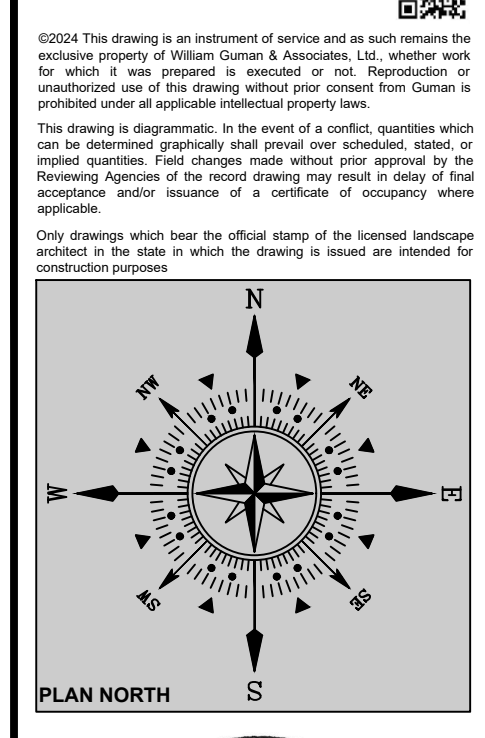 ©2024 This drawing is an instrument of service and as such remains the
exclusive property of William Guman & Associates, Ltd., whether work
for which it was prepared is executed or not. Reproduction or
unauthorized use of this drawing without prior consent from Guman is
prohibited under all applicable intellectual property laws.
This drawing is diagrammatic. In the event of a conflict, quantities which
can be determined graphically shall prevail over scheduled, stated, or
implied quantities. Field changes made without prior approval by the
Reviewing Agencies of the record drawing may result in delay of final
acceptance and/or issuance of a certificate of occupancy where
applicable.
Only drawings which bear the official stamp of the licensed landscape
architect in the state in which the drawing is issued are intended for
construction purposes
N
NW
NE
W
E
SW
SE
S
PLAN NORTH